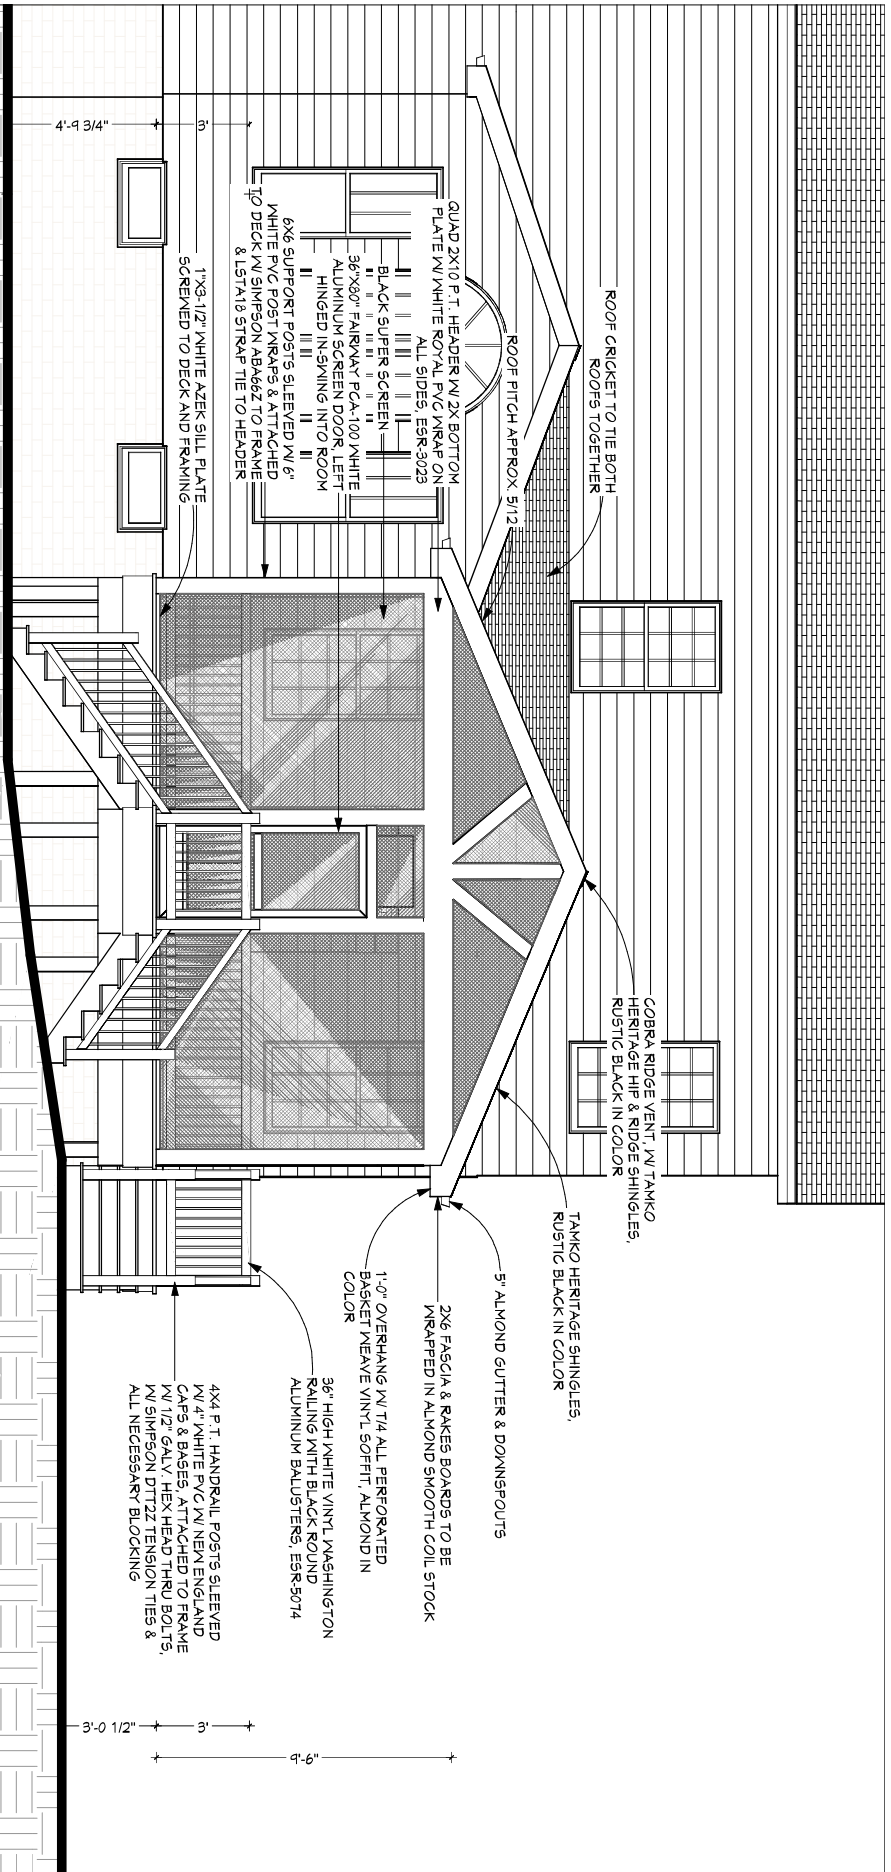 ROOF CRICKET TO TIE BOTH
ROOFS TOGETHER
ROOF PITCH APPROX. 5/12
QUAD 2X10 P.T. HEADER W/ 2X BOTTOM
PLATE W/ WHITE ROYAL PVC WRAP ON
ALL SIDES, ESR-3023
BLACK SUPER SCREEN
36"X80" FAIRWAY PCA-100 WHITE
ALUMINUM SCREEN DOOR, LEFT
HINGED IN-SWING INTO ROOM
6X6 SUPPORT POSTS SLEEVED W/ 6"
WHITE PVC POST WRAPS & ATTACHED
TO DECK W/ SIMPSON ABA66Z TO FRAME
& LSTA18 STRAP TIE TO HEADER
1"X3-1/2" WHITE AZEK SILL PLATE
SCREWED TO DECK AND FRAMING
3'
4'-9 3/4"
COBRA RIDGE VENT, W/ TAMKO
HERITAGE HIP & RIDGE SHINGLES,
RUSTIC BLACK IN COLOR
TAMKO HERITAGE SHINGLES,
RUSTIC BLACK IN COLOR
5" ALMOND GUTTER & DOWNSPOUTS
2X6 FASCIA & RAKES BOARDS TO BE
WRAPPED IN ALMOND SMOOTH COIL STOCK
1'-0" OVERHANG W/ T/4 ALL PERFORATED
BASKET WEAVE VINYL SOFFIT, ALMOND IN
COLOR
36" HIGH WHITE VINYL WASHINGTON
RAILING WITH BLACK ROUND
ALUMINUM BALUSTERS, ESR-5074
4X4 P.T. HANDRAIL POSTS SLEEVED
W/ 4" WHITE PVC W/ NEW ENGLAND
CAPS & BASES, ATTACHED TO FRAME
W/ 1/2" GALV. HEX HEAD THRU BOLTS,
W/ SIMPSON DTT2Z TENSION TIES &
ALL NECESSARY BLOCKING
9'-6"
3'
3'-0 1/2"